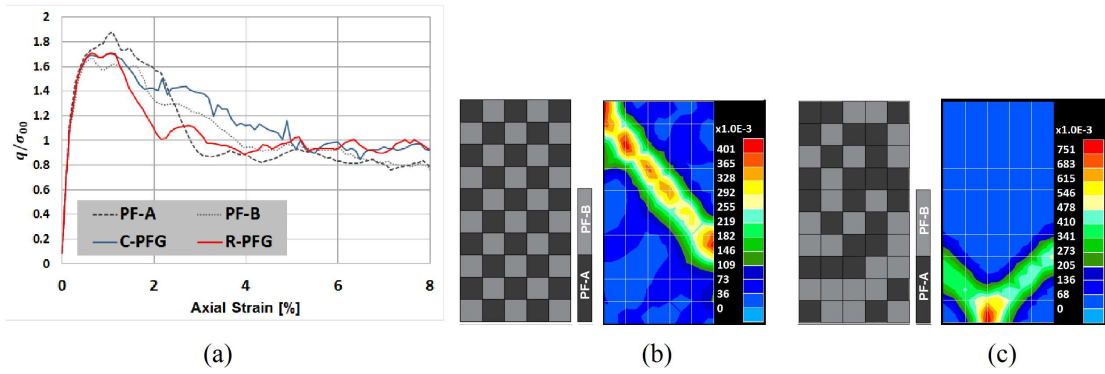 2
1.8
1.6
1.4
1.2
1
0.8
0.6
0.4
0.2
0
q/σ00
PF-A
PF-B
C-PFG
R-PFG
0 2 4 6 8
Axial Strain [%]
(a)
PF-A
PF-B
x1.0E-3
401
365
328
292
255
219
182
146
109
73
36
0
(b)
PF-A
PF-B
x1.0E-3
751
683
615
546
478
410
341
273
205
136
68
0
(c)